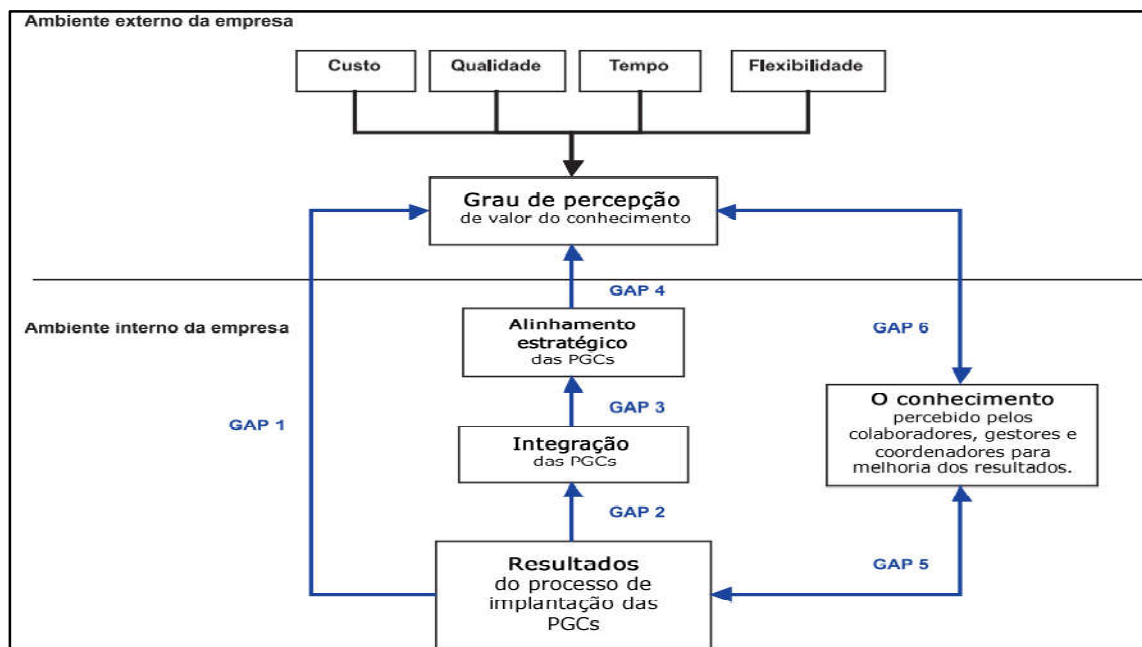 Ambiente externo da empresa
Custo
Qualidade
Tempo
Flexibilidade
Grau de percepção
de valor do conhecimento
GAP 4
Ambiente interno da empresa
Alinhamento
estratégico
das PGCs
GAP 6
GAP 3
O conhecimento
percebido pelos
colaboradores, gestores e
coordenadores para
melhoria dos resultados.
GAP 1
Integração
das PGCs
GAP 2
Resultados
do processo de
implantação das
PGCs
GAP 5